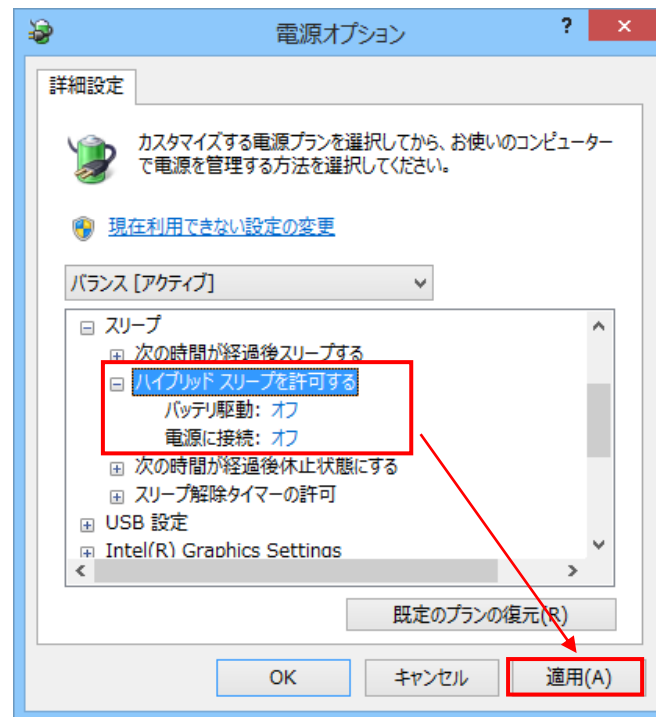 電源オプション
?
×
詳細設定
カスタマイズする電源プランを選択してから、お使いのコンピューター
で電源を管理する方法を選択してください。
現在利用できない設定の変更
バランス [アクティブ]
スリープ
次の時間が経過後スリープする
ハイブリッド スリープを許可する
バッテリ駆動: オフ
電源に接続: オフ
次の時間が経過後休止状態にする
スリープ解除タイマーの許可
USB 設定
Intel(R) Graphics Settings
既定のプランの復元(R)
OK
キャンセル
適用(A)